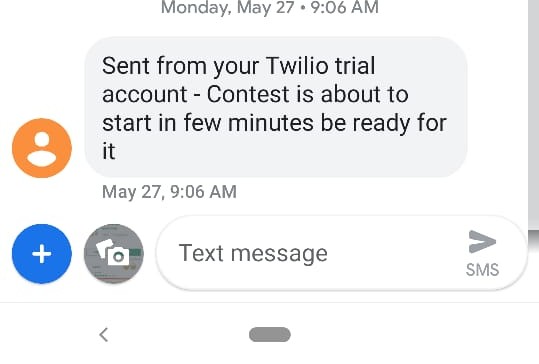 Monday, May 27 • 9:06 AM
Sent from your Twilio trial
account - Contest is about to
start in few minutes be ready for
it
May 27, 9:06 AM
Text message
SMS